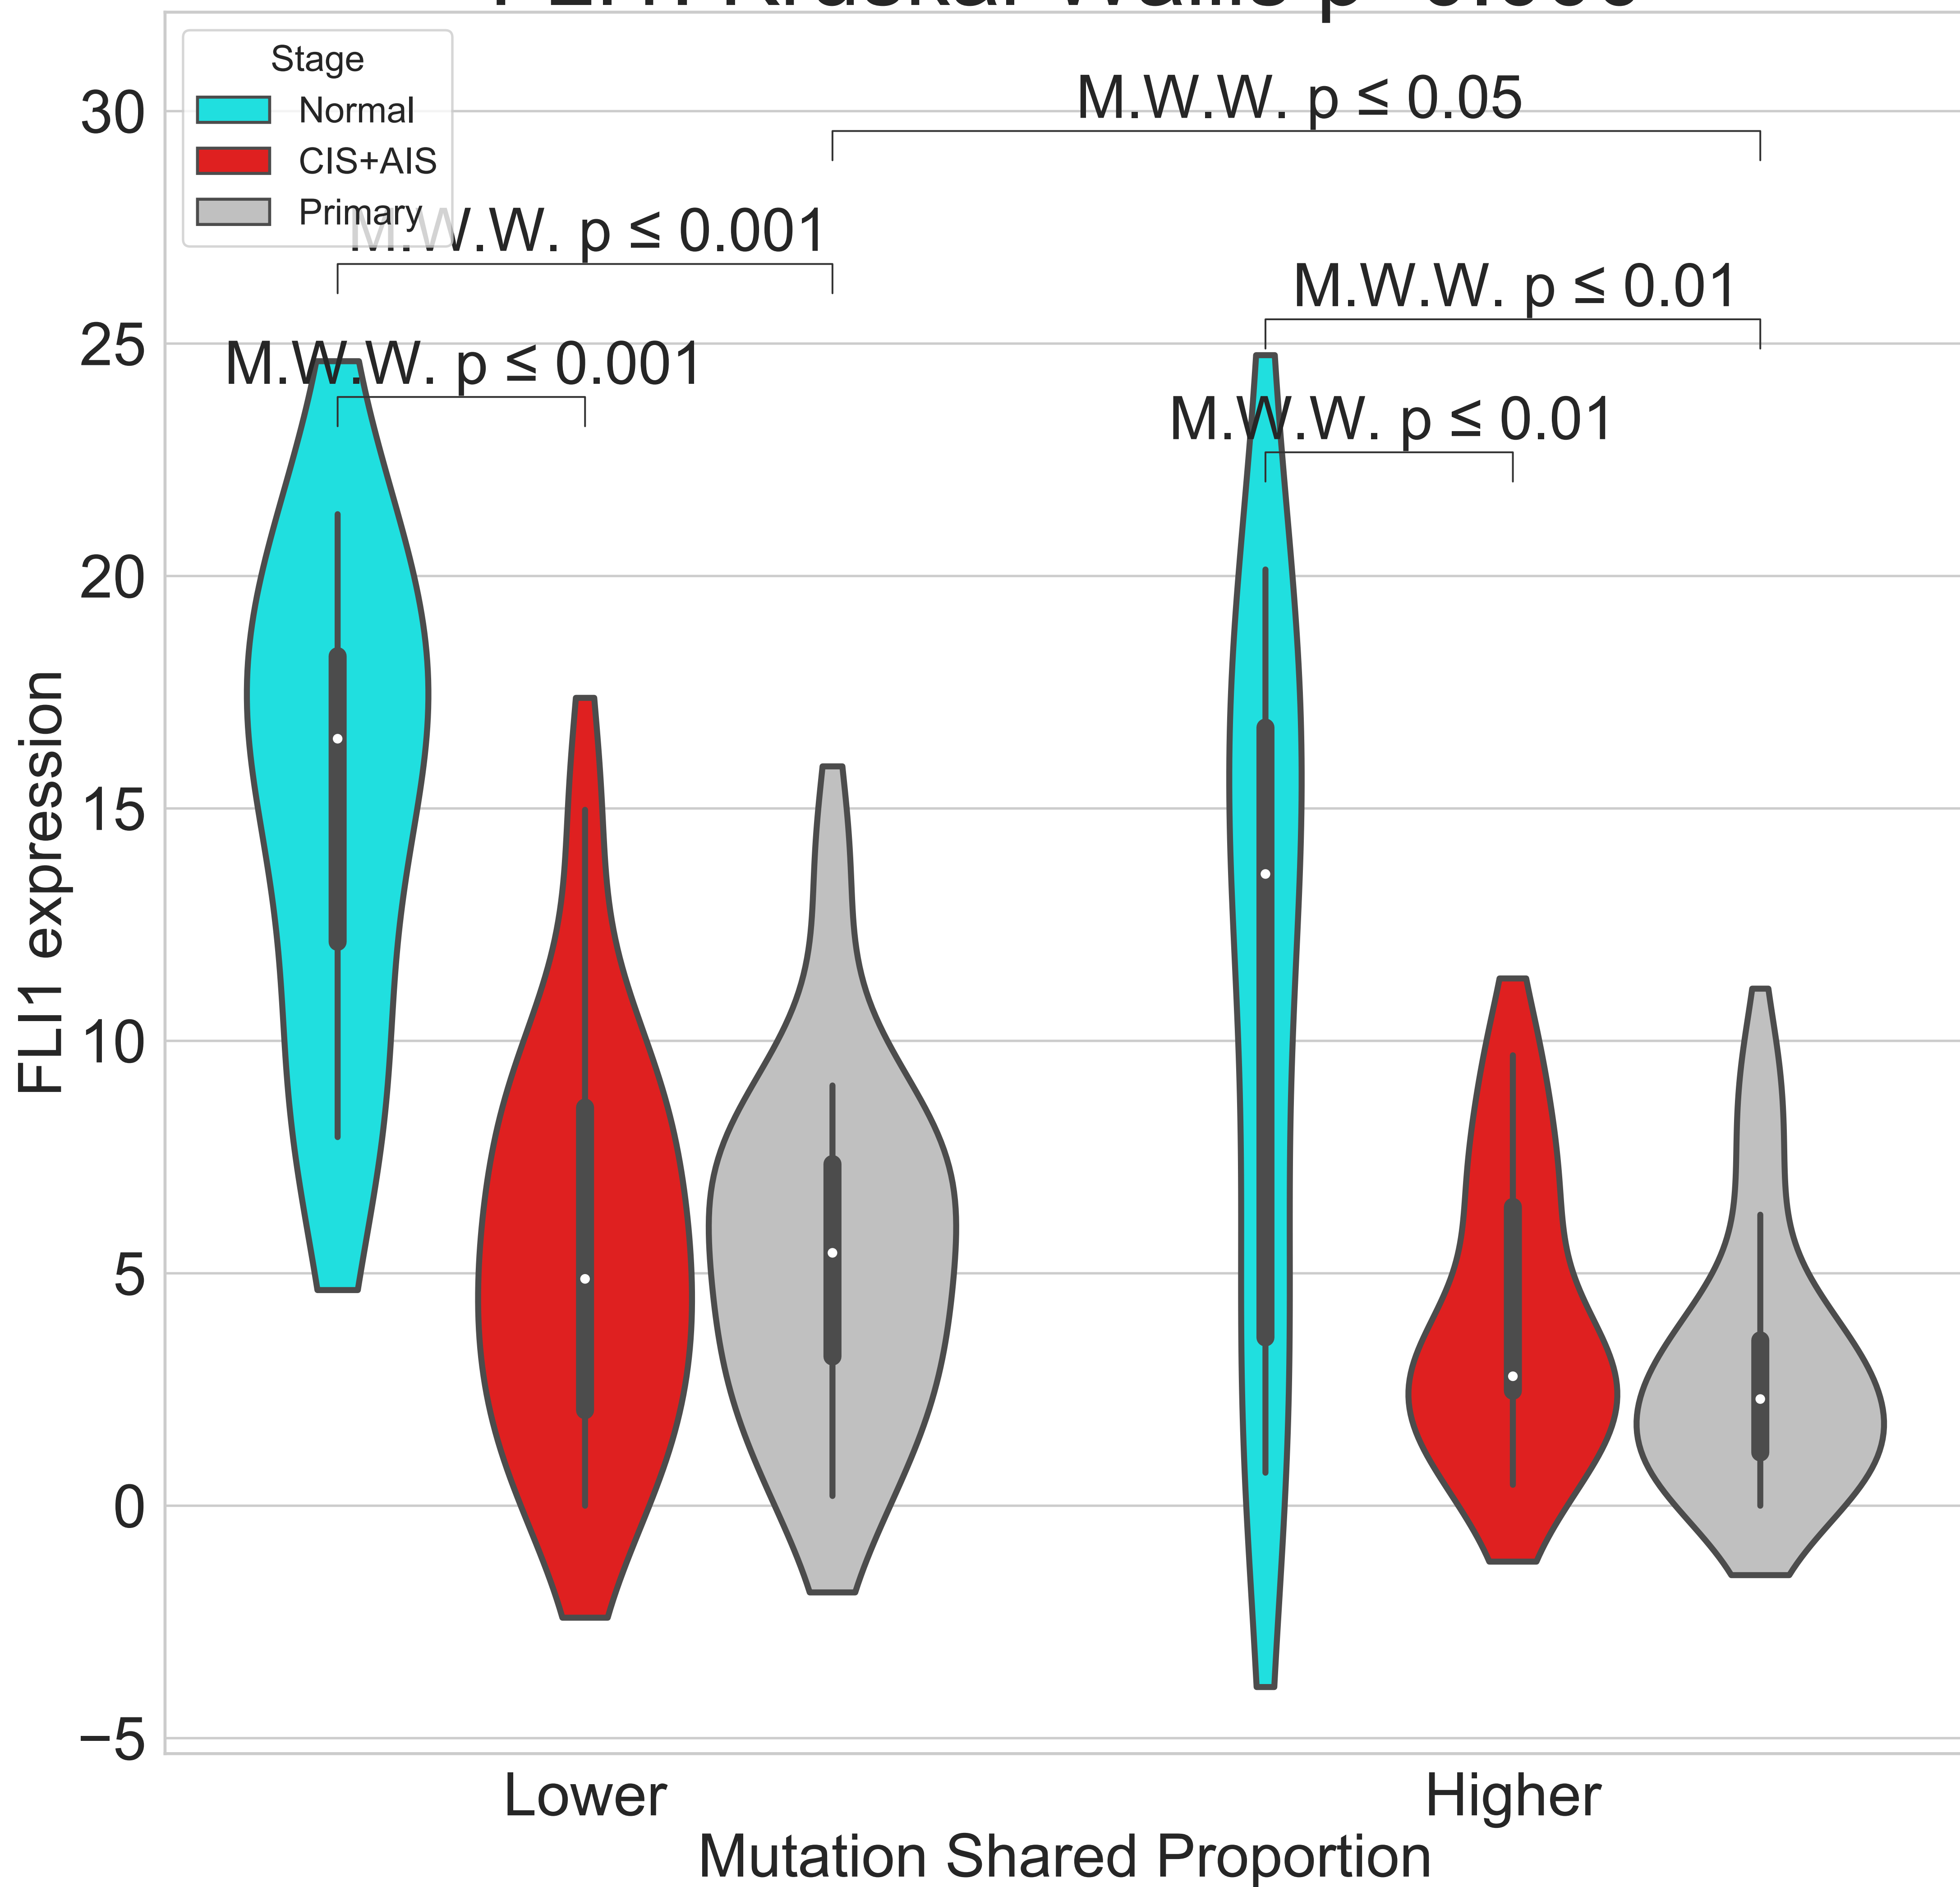 Stage
Normal
CIS+AIS
Primary
M.W.W. p ≤ 0.05
M.W.W. p ≤ 0.001
M.W.W. p ≤ 0.01
M.W.W. p ≤ 0.001
M.W.W. p ≤ 0.01
30
25
20
15
10
5
0
−5
FLI1 expression
Lower
Higher
Mutation Shared Proportion